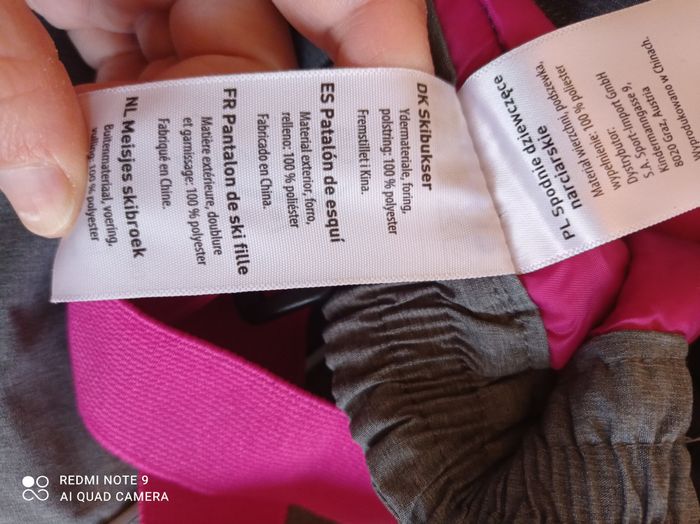 DK Skibukser
Ydermateriale, foring,
polstring: 100 % polyester
Fremstillet i Kina.
ES Patalón de esquí
Material exterior, forro,
relleno: 100 % poliester
Fabricado en China.
FR Pantalon de ski fille
Matière extérieure, doublure
et garnissage: 100 % polyester
Fabriqué en Chine.
NL Meisjes skibroek
Buitenmateriaal, voering,
vulling: 100 % polyester
PL Spodnie dziewczęce
narciarskie
Materiał wierzchni, podszewka,
wypełnienie: 100 % poliester
Dystrybutor:
S.A. Sport-Import GmbH
Kindermanngasse 9,
8020 Graz, Austria
Wyprodukowano w Chinach.
REDMI NOTE 9
AI QUAD CAMERA